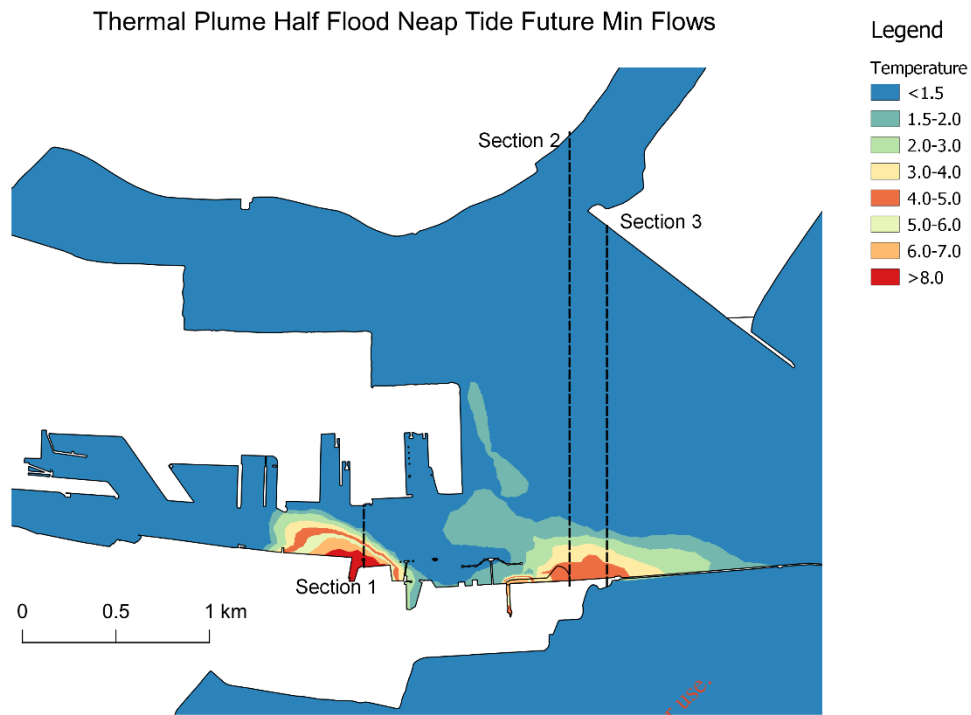 Thermal Plume Half Flood Neap Tide Future Min Flows
Legend
Temperature
<1.5
1.5-2.0
2.0-3.0
3.0-4.0
4.0-5.0
5.0-6.0
6.0-7.0
>8.0
Section 2
Section 3
Section 1
0 0.5 1 km
use.